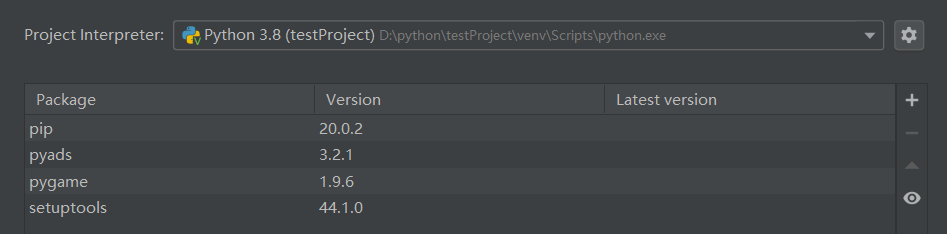 Project Interpreter: Python 3.8 (testProject) D:\python\testProject\venv\Scripts\python.exe
Package Version Latest version
pip 20.0.2
pyads 3.2.1
pygame 1.9.6
setuptools 44.1.0